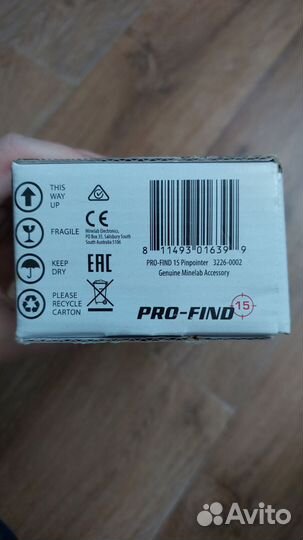 THIS
WAY
UP
FRAGILE
KEEP
DRY
PLEASE
RECYCLE
CARTON
CE
Minelab Electronics,
PO Box 35, Salisbury South
South Australia 5106
EAC
8 11493 01639 9
PRO-FIND 15 Pinpointer 3226-0002
Genuine Minelab Accessory
PRO-FIND 15
Avito